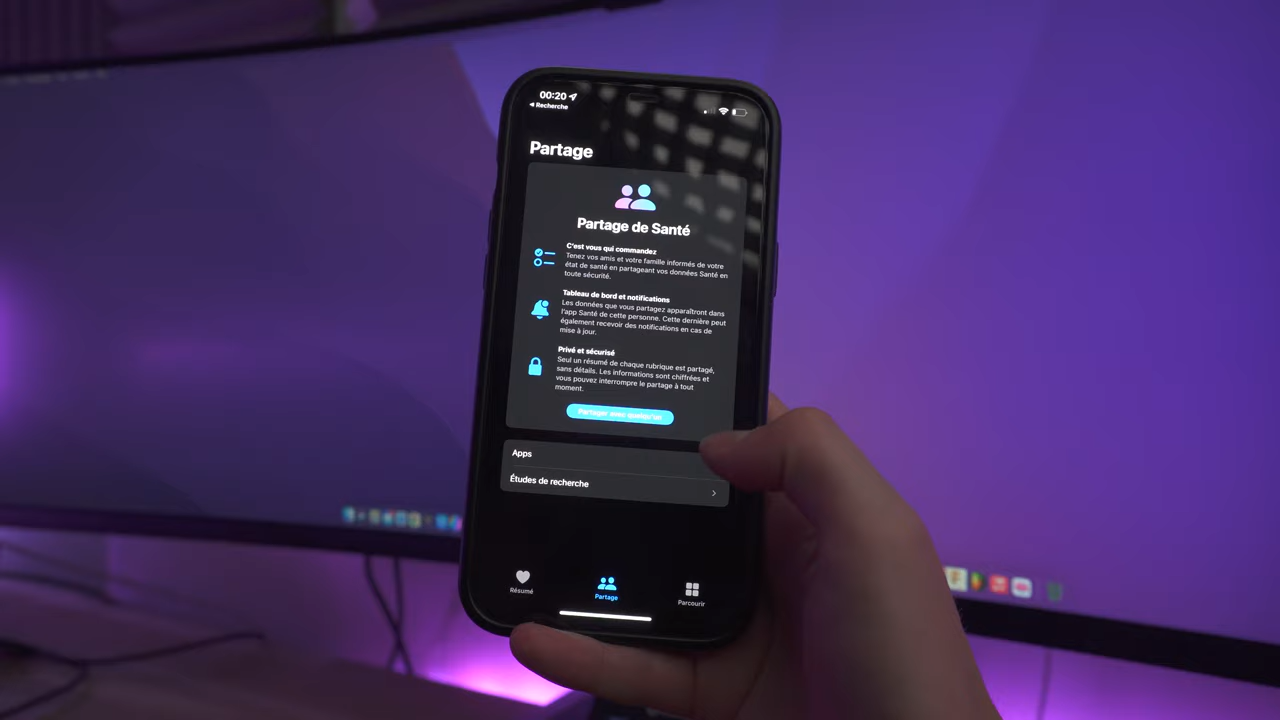 00:20
◀ Recherche
Partage
Partage de Santé
C'est vous qui commandez
Tenez vos amis et votre famille informés de votre
état de santé en partageant vos données Santé en
toute sécurité.
Tableau de bord et notifications
Les données que vous partagez apparaîtront dans
l'app Santé de cette personne. Cette dernière peut
également recevoir des notifications en cas de
mise à jour.
Privé et sécurisé
Seul un résumé de chaque rubrique est partagé,
sans détails. Les informations sont chiffrées et
vous pouvez interrompre le partage à tout
moment.
Partager avec quelqu'un
Apps
Études de recherche
Résumé
Partage
Parcourir